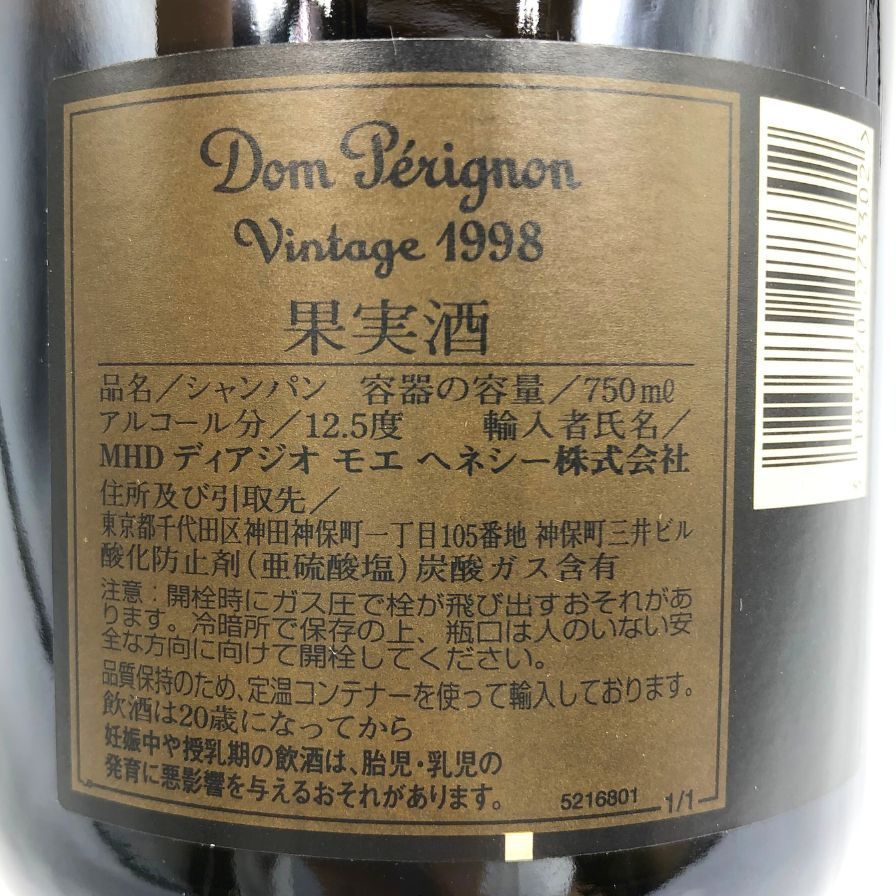 Dom Pérignon
Vintage 1998
果実酒
品名／シャンパン 容器の容量／750mℓ
アルコール分／12.5度 輸入者氏名／
MHD ディアジオ モエ ヘネシー株式会社
住所及び引取先／
東京都千代田区神田神保町一丁目105番地 神保町三井ビル
酸化防止剤(亜硫酸塩)炭酸ガス含有
注意：開栓時にガス圧で栓が飛び出すおそれがあ
ります。冷暗所で保存の上、瓶口は人のいない安
全な方向に向けて開栓してください。
品質保持のため、定温コンテナーを使って輸入しております。
飲酒は20歳になってから
妊娠中や授乳期の飲酒は、胎児・乳児の
発育に悪影響を与えるおそれがあります。
5216801
1/1